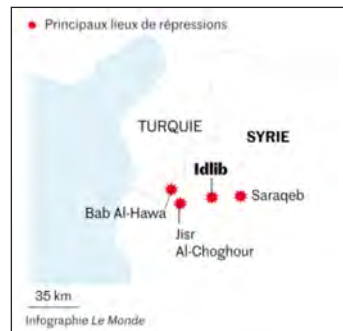 Principaux lieux de répressions
TURQUIE
SYRIE
Idlib
Saraqeb
Bab Al-Hawa
Jisr
Al-Choghour
35 km
Infographie Le Monde